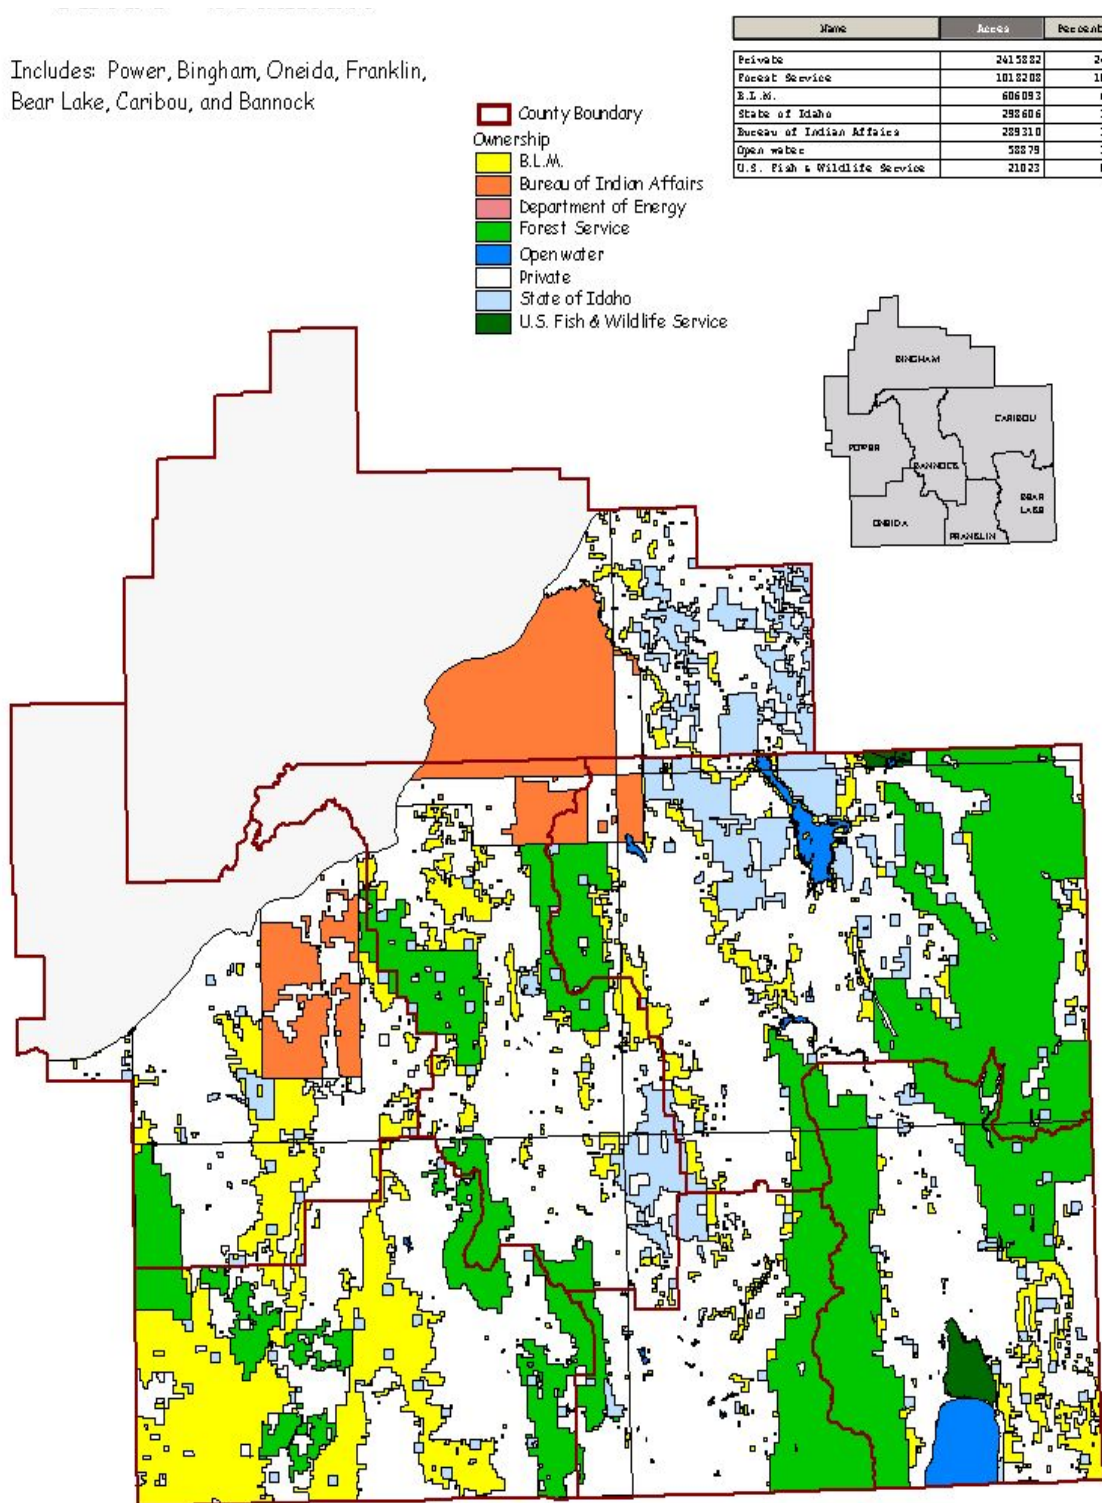 Includes: Power, Bingham, Oneida, Franklin,
Bear Lake, Caribou, and Bannock
Name Acres Percent
Private 2415882 24
Forest Service 1018208 10
B.L.M. 606093
State of Idaho 298606
Bureau of Indian Affairs 289310
Open water 58879
U.S. Fish & Wildlife Service 21023
County Boundary
Ownership
B.L.M.
Bureau of Indian Affairs
Department of Energy
Forest Service
Open water
Private
State of Idaho
U.S. Fish & Wildlife Service
BINGHAM
CARIBOU
POWER
BANNOCK
BEAR
LAKE
ONEIDA
FRANKLIN